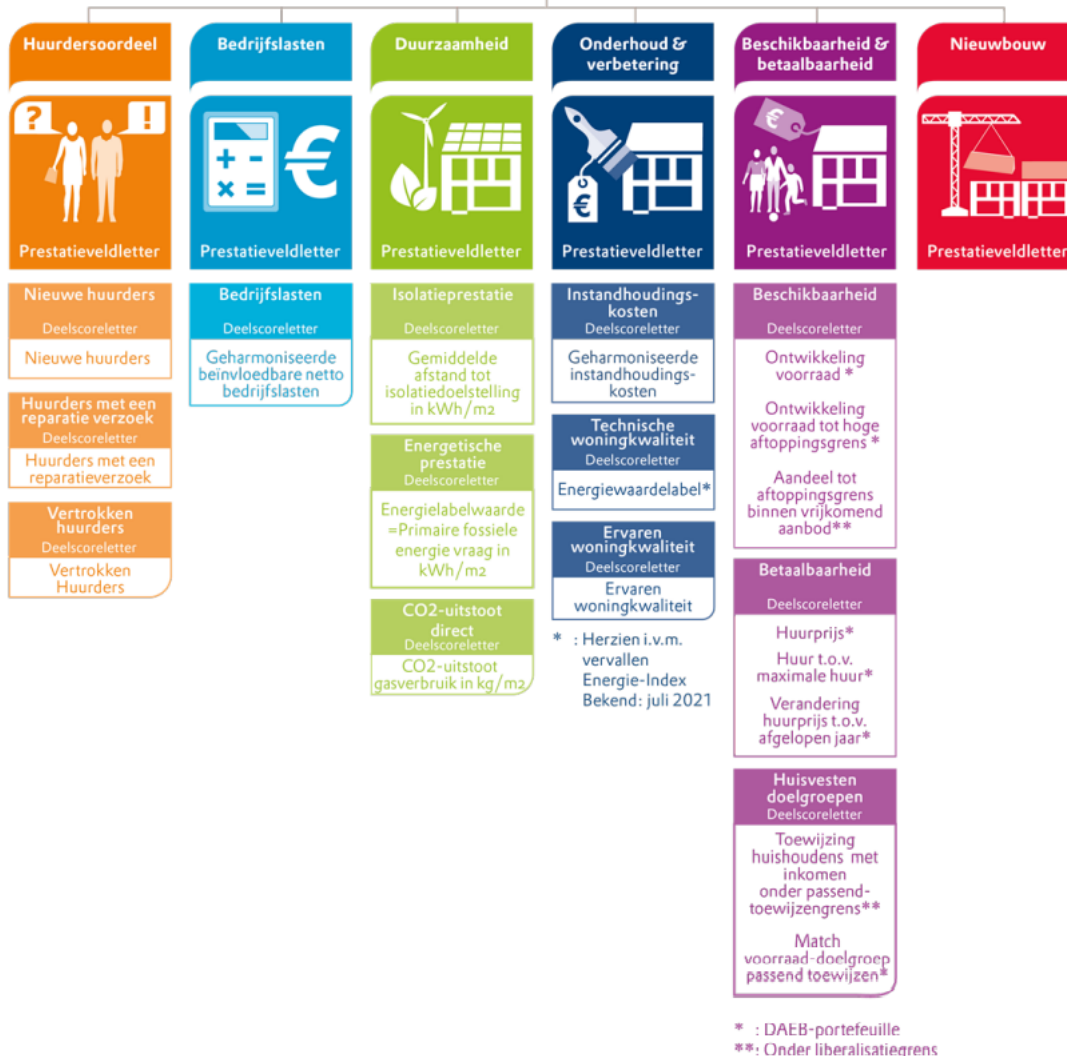 Huurdersoordeel
?
!
Prestatieveldletter
Nieuwe huurders
Deelscoreletter
Nieuwe huurders
Huurders met een
reparatie verzoek
Deelscoreletter
Huurders met een
reparatieverzoek
Vertrokken
huurders
Deelscoreletter
Vertrokken
Huurders
Bedrijfslasten
+ -
× =
€
Prestatieveldletter
Bedrijfslasten
Deelscoreletter
Geharmoniseerde
beïnvloedbare netto
bedrijfslasten
Duurzaamheid
Prestatieveldletter
Isolatieprestatie
Deelscoreletter
Gemiddelde
afstand tot
isolatiedoelstelling
in kWh/m2
Energetische
prestatie
Deelscoreletter
Energielabelwaarde
=Primaire fossiele
energie vraag in
kWh/m2
CO2-uitstoot
direct
Deelscoreletter
CO2-uitstoot
gasverbruik in kg/m2
Onderhoud &
verbetering
€
Prestatieveldletter
Instandhoudings-
kosten
Deelscoreletter
Geharmoniseerde
instandhoudings-
kosten
Technische
woningkwaliteit
Deelscoreletter
Energiewaardelabel*
Ervaren
woningkwaliteit
Deelscoreletter
Ervaren
woningkwaliteit
* : Herzien i.v.m.
vervallen
Energie-Index
Bekend: juli 2021
Beschikbaarheid &
betaalbaarheid
€
Prestatieveldletter
Beschikbaarheid
Deelscoreletter
Ontwikkeling
voorraad *
Ontwikkeling
voorraad tot hoge
aftoppingsgrens *
Aandeel tot
aftoppingsgrens
binnen vrijkomend
aanbod**
Betaalbaarheid
Deelscoreletter
Huurprijs*
Huur t.o.v.
maximale huur*
Verandering
huurprijs t.o.v.
afgelopen jaar*
Huisvesten
doelgroepen
Deelscoreletter
Toewijzing
huishoudens met
inkomen
onder passend-
toewijzengrens**
Match
voorraad-doelgroep
passend toewijzen*
* : DAEB-portefeuille
**: Onder liberalisatiegrens
Nieuwbouw
Prestatieveldletter